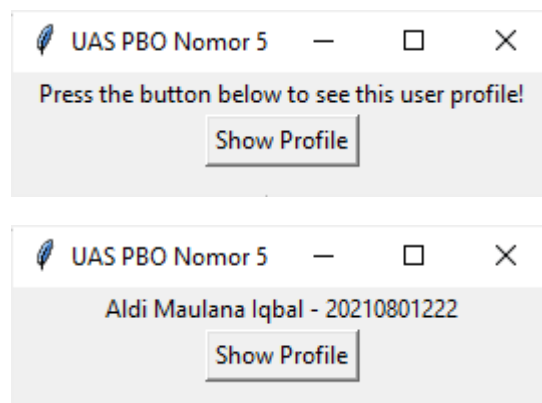 UAS PBO Nomor 5
Press the button below to see this user profile!
Show Profile
UAS PBO Nomor 5
Aldi Maulana Iqbal - 20210801222
Show Profile